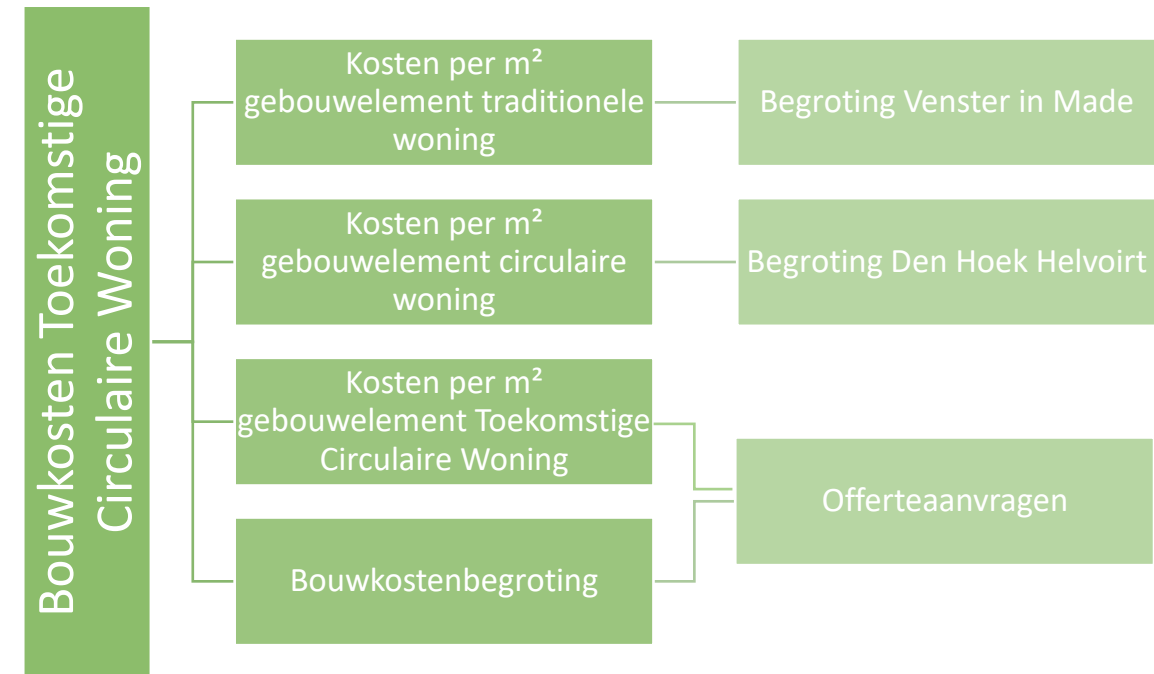 Bouwkosten Toekomstige
Circulaire Woning
Kosten per m²
gebouwelement traditionele
woning
Begroting Venster in Made
Kosten per m²
gebouwelement circulaire
woning
Begroting Den Hoek Helvoirt
Kosten per m²
gebouwelement Toekomstige
Circulaire Woning
Offerteaanvragen
Bouwkostenbegroting